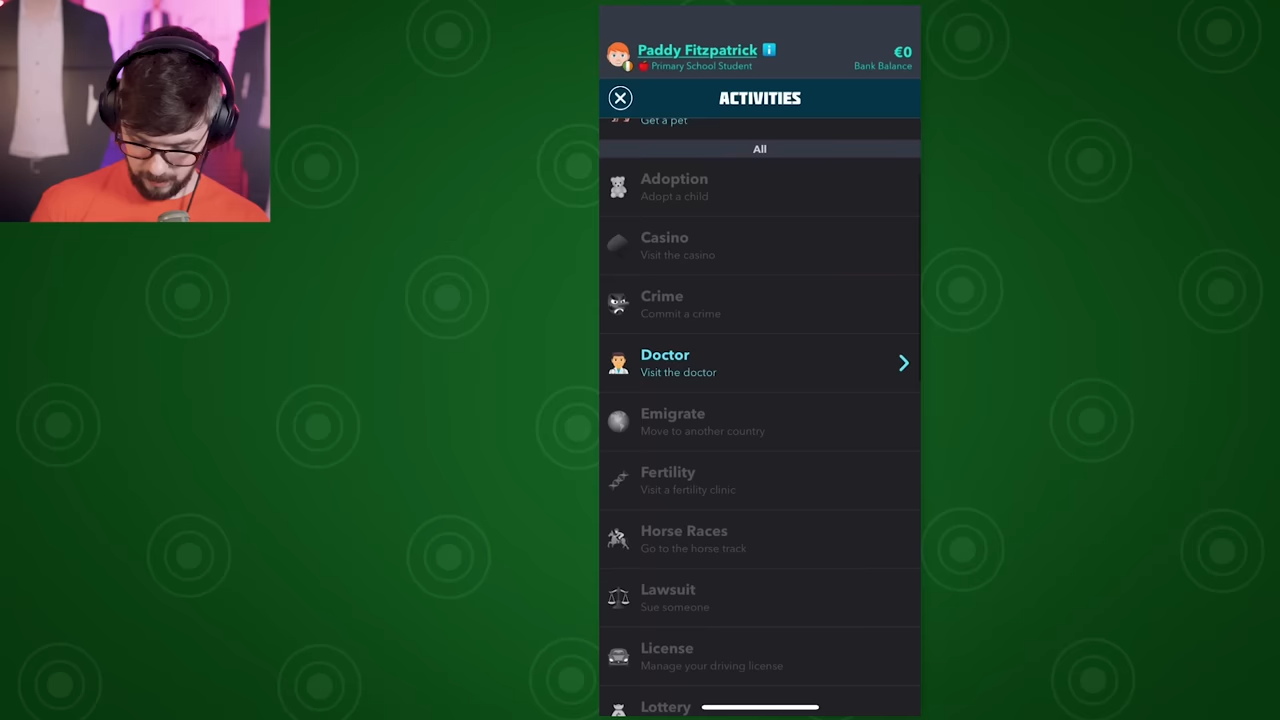 Paddy Fitzpatrick
€0
Primary School Student
Bank Balance
ACTIVITIES
Get a pet
All
Adoption
Adopt a child
Casino
Visit the casino
Crime
Commit a crime
Doctor
Visit the doctor
Emigrate
Move to another country
Fertility
Visit a fertility clinic
Horse Races
Go to the horse track
Lawsuit
Sue someone
License
Manage your driving license
Lottery